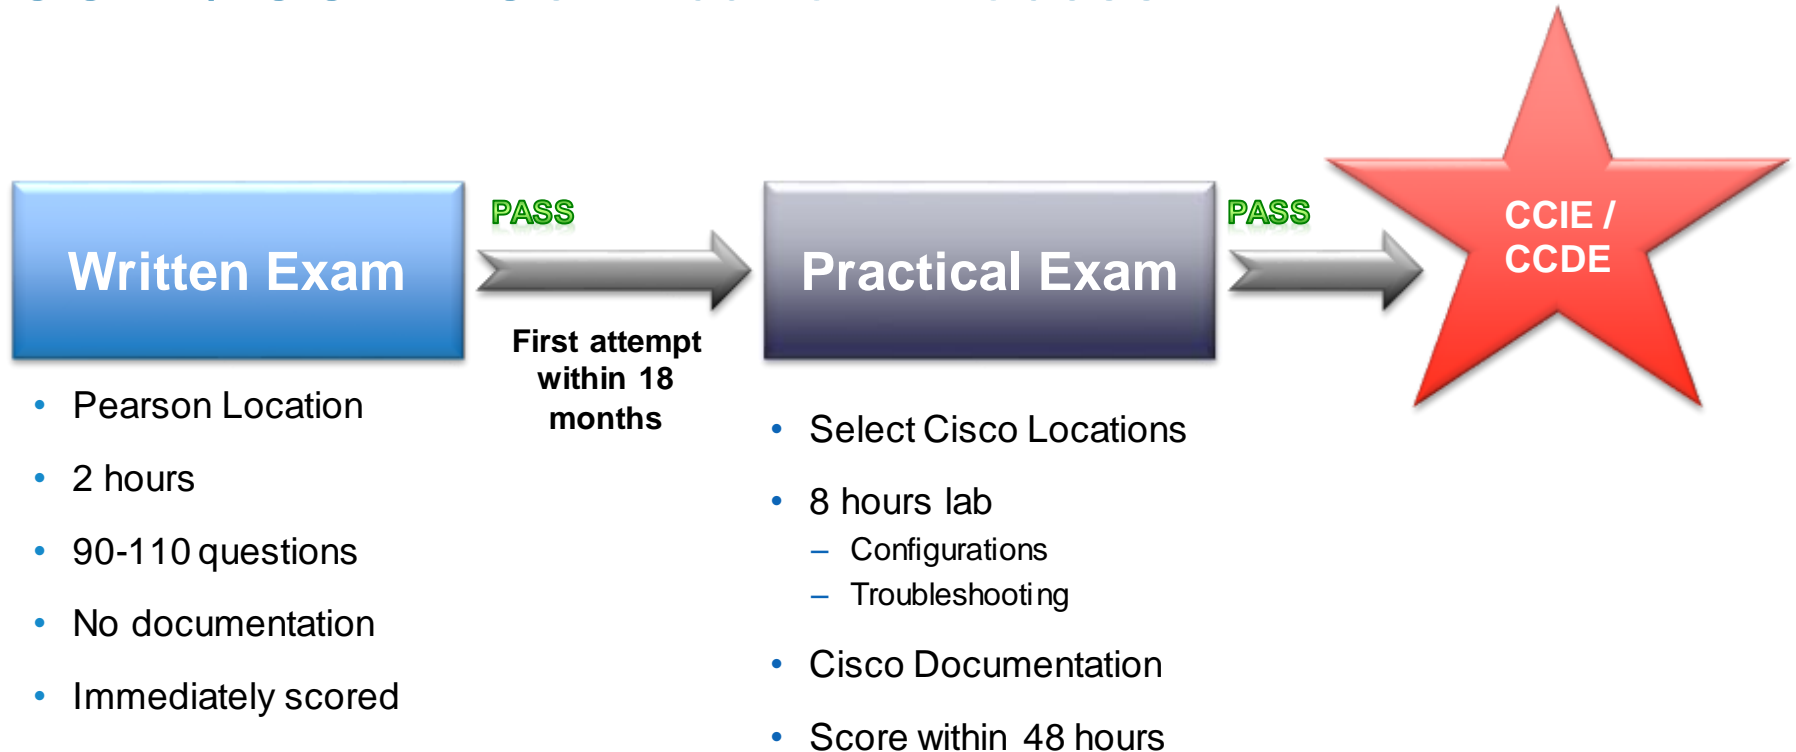 Written Exam
PASS
First attempt
within 18
months
Practical Exam
PASS
CCIE /
CCDE
• Pearson Location
• 2 hours
• 90-110 questions
• No documentation
• Immediately scored
• Select Cisco Locations
• 8 hours lab
– Configurations
– Troubleshooting
• Cisco Documentation
• Score within 48 hours